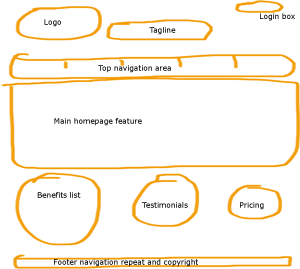 Logo
Tagline
Login box
Top navigation area
Main homepage feature
Benefits list
Testimonials
Pricing
Footer navigation repeat and copyright